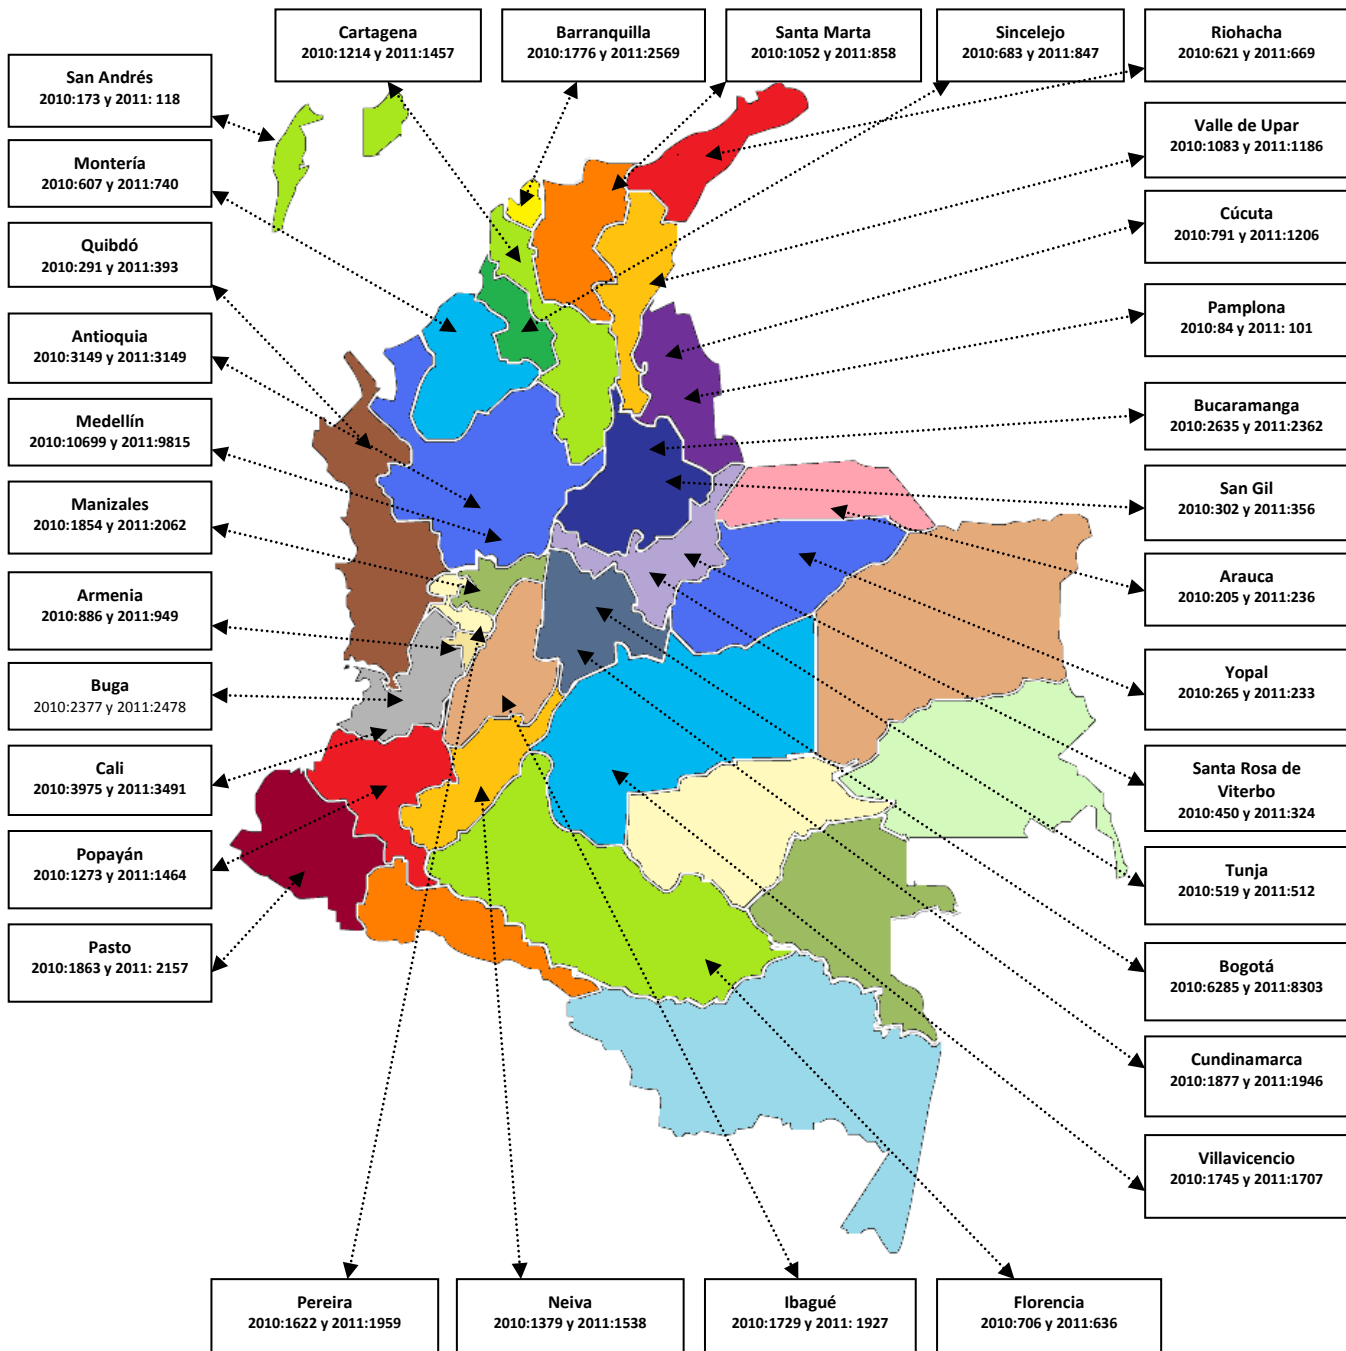 Cartagena
2010:1214 y 2011:1457
Barranquilla
2010:1776 y 2011:2569
Santa Marta
2010:1052 y 2011:858
Sincelejo
2010:683 y 2011:847
Riohacha
2010:621 y 2011:669
San Andrés
2010:173 y 2011: 118
Montería
2010:607 y 2011:740
Quibdó
2010:291 y 2011:393
Antioquia
2010:3149 y 2011:3149
Medellín
2010:10699 y 2011:9815
Manizales
2010:1854 y 2011:2062
Armenia
2010:886 y 2011:949
Buga
2010:2377 y 2011:2478
Cali
2010:3975 y 2011:3491
Popayán
2010:1273 y 2011:1464
Pasto
2010:1863 y 2011: 2157
Valle de Upar
2010:1083 y 2011:1186
Cúcuta
2010:791 y 2011:1206
Pamplona
2010:84 y 2011: 101
Bucaramanga
2010:2635 y 2011:2362
San Gil
2010:302 y 2011:356
Arauca
2010:205 y 2011:236
Yopal
2010:265 y 2011:233
Santa Rosa de
Viterbo
2010:450 y 2011:324
Tunja
2010:519 y 2011:512
Bogotá
2010:6285 y 2011:8303
Cundinamarca
2010:1877 y 2011:1946
Villavicencio
2010:1745 y 2011:1707
Pereira
2010:1622 y 2011:1959
Neiva
2010:1379 y 2011:1538
Ibagué
2010:1729 y 2011: 1927
Florencia
2010:706 y 2011:636